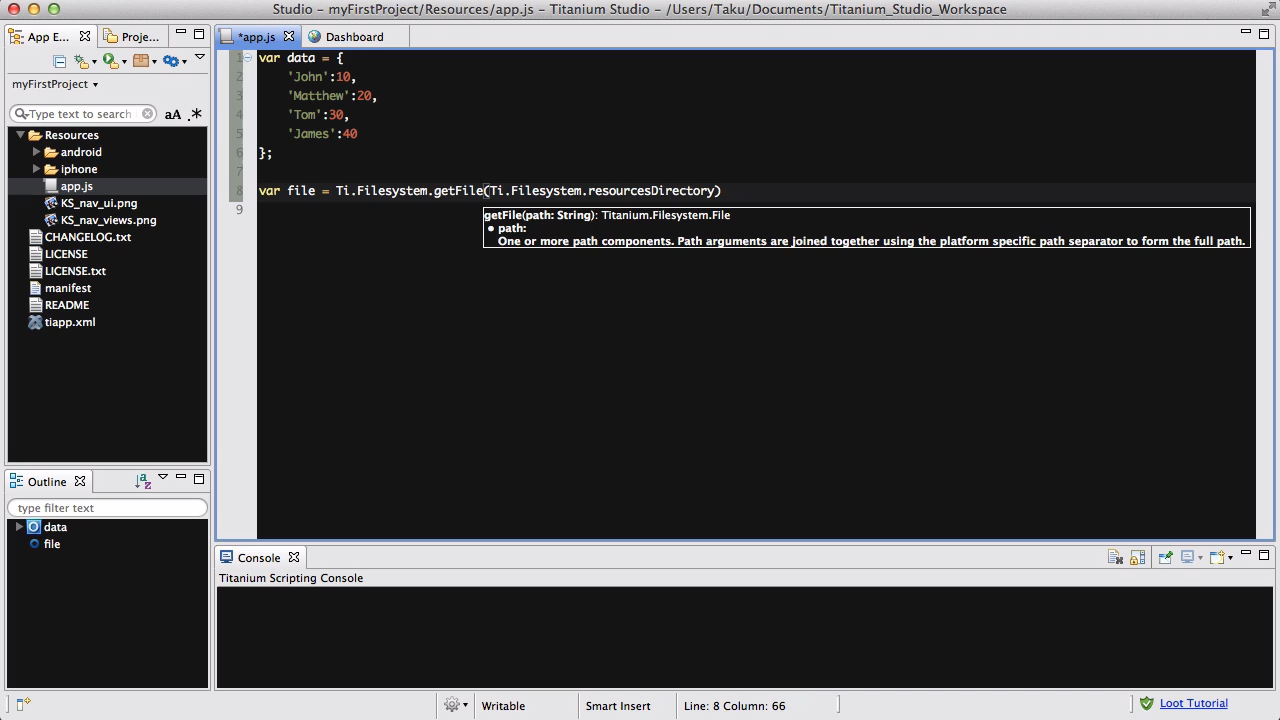 Studio – myFirstProject/Resources/app.js – Titanium Studio – /Users/Taku/Documents/Titanium_Studio_Workspace
App E...
Proje...
myFirstProject
Type text to search
aA .*
Resources
android
iphone
app.js
KS_nav_ui.png
KS_nav_views.png
CHANGELOG.txt
LICENSE
LICENSE.txt
manifest
README
tiapp.xml
Outline
type filter text
data
file
*app.js
Dashboard
1 var data = {
2 'John':10,
3 'Matthew':20,
4 'Tom':30,
5 'James':40
6 };
7
8 var file = Ti.Filesystem.getFile(Ti.Filesystem.resourcesDirectory)
9
getFile(path: String): Titanium.Filesystem.File
• path:
One or more path components. Path arguments are joined together using the platform specific path separator to form the full path.
Console
Titanium Scripting Console
Writable
Smart Insert
Line: 8 Column: 66
Loot Tutorial